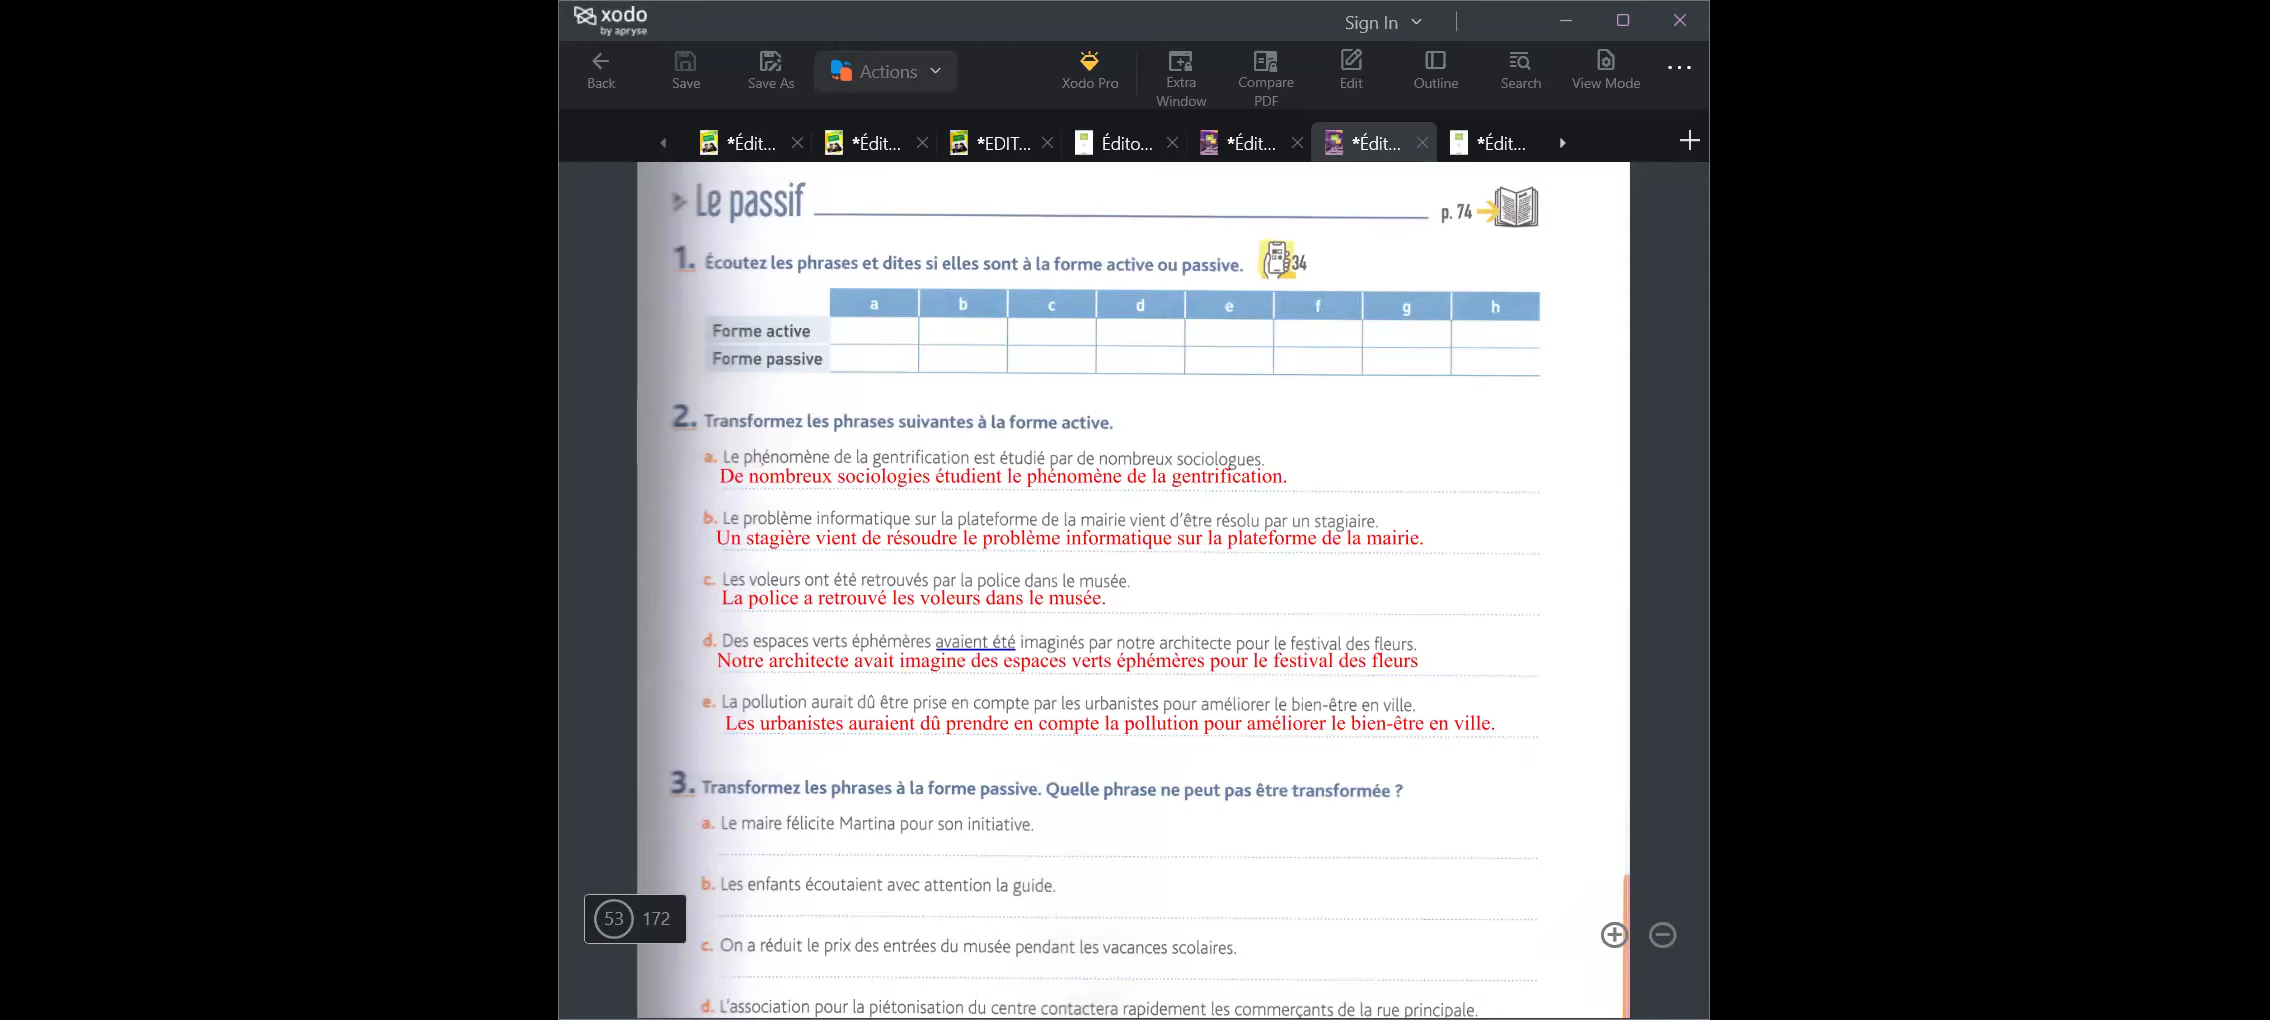 xodo
by apryse
Sign In
Back
Save
Save As
Actions
Xodo Pro
Extra Window
Compare PDF
Edit
Outline
Search
View Mode
*Édit...
*Édit...
*EDIT...
Édito...
*Édit...
*Édit...
*Édit...
Le passif
p. 74
1. Écoutez les phrases et dites si elles sont à la forme active ou passive. 34
a b c d e f g h
Forme active
Forme passive
2. Transformez les phrases suivantes à la forme active.
a. Le phénomène de la gentrification est étudié par de nombreux sociologues.
De nombreux sociologies étudient le phénomène de la gentrification.
b. Le problème informatique sur la plateforme de la mairie vient d'être résolu par un stagiaire.
Un stagière vient de résoudre le problème informatique sur la plateforme de la mairie.
c. Les voleurs ont été retrouvés par la police dans le musée.
La police a retrouvé les voleurs dans le musée.
d. Des espaces verts éphémères avaient été imaginés par notre architecte pour le festival des fleurs.
Notre architecte avait imagine des espaces verts éphémères pour le festival des fleurs
e. La pollution aurait dû être prise en compte par les urbanistes pour améliorer le bien-être en ville.
Les urbanistes auraient dû prendre en compte la pollution pour améliorer le bien-être en ville.
3. Transformez les phrases à la forme passive. Quelle phrase ne peut pas être transformée ?
a. Le maire félicite Martina pour son initiative.
b. Les enfants écoutaient avec attention la guide.
53 172
c. On a réduit le prix des entrées du musée pendant les vacances scolaires.
d. L'association pour la piétonisation du centre contactera rapidement les commerçants de la rue principale.